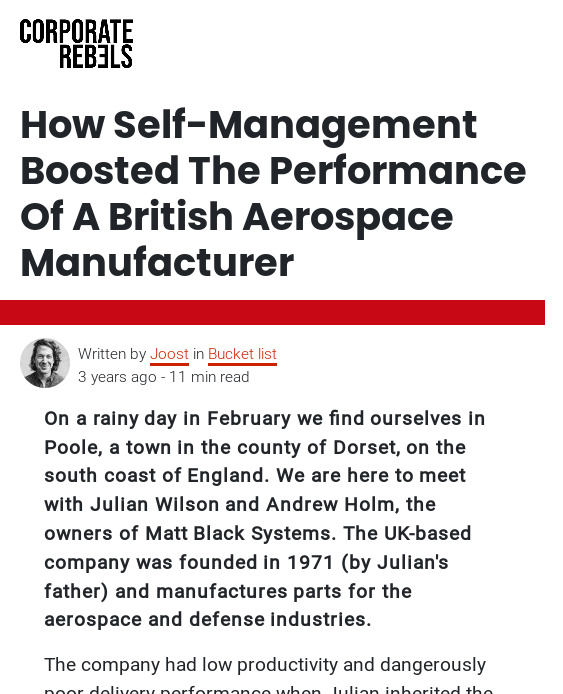 CORPORATE
REBELS
How Self-Management
Boosted The Performance
Of A British Aerospace
Manufacturer
Written by Joost in Bucket list
3 years ago - 11 min read
On a rainy day in February we find ourselves in
Poole, a town in the county of Dorset, on the
south coast of England. We are here to meet
with Julian Wilson and Andrew Holm, the
owners of Matt Black Systems. The UK-based
company was founded in 1971 (by Julian's
father) and manufactures parts for the
aerospace and defense industries.
The company had low productivity and dangerously
poor delivery performance when Julian inherited the